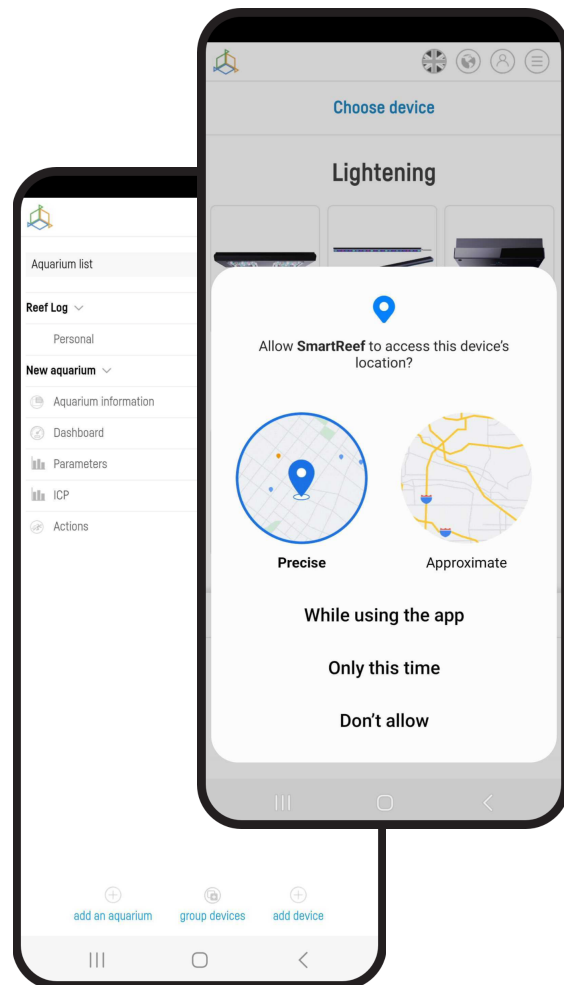 Aquarium list
Reef Log
Personal
New aquarium
Aquarium information
Dashboard
Parameters
ICP
Actions
add an aquarium
group devices
add device
Choose device
Lightening
Allow SmartReef to access this device's
location?
Precise
Approximate
While using the app
Only this time
Don't allow